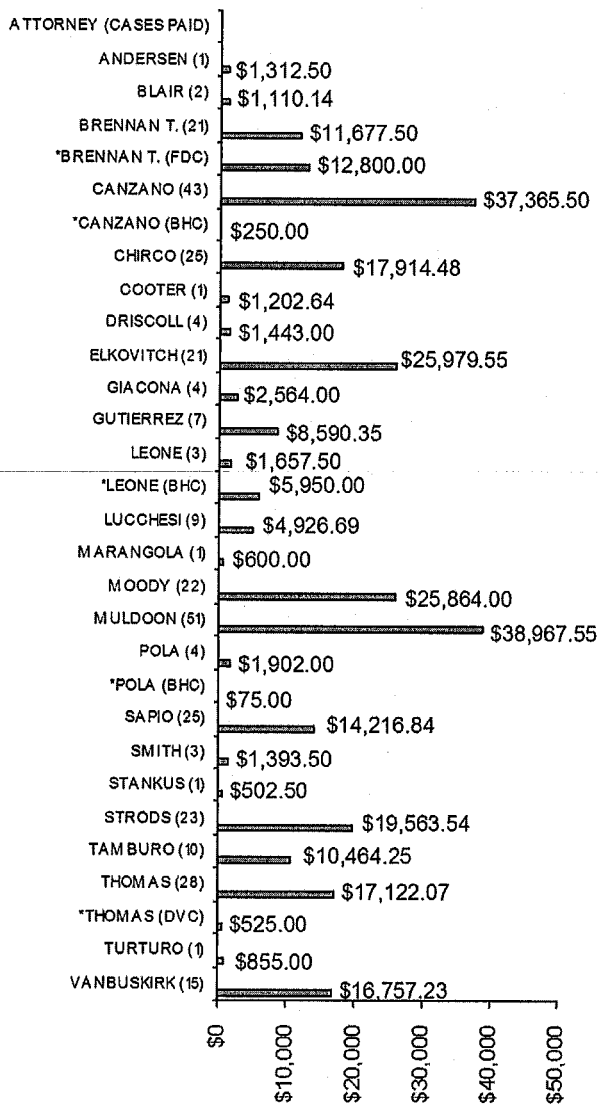 ATTORNEY (CASES PAID)
ANDERSEN (1) $1,312.50
BLAIR (2) $1,110.14
BRENNAN T. (21) $11,677.50
*BRENNAN T. (FDC) $12,800.00
CANZANO (43) $37,365.50
*CANZANO (BHC) $250.00
CHIRCO (25) $17,914.48
COOTER (1) $1,202.64
DRISCOLL (4) $1,443.00
ELKOVITCH (21) $25,979.55
GIACONA (4) $2,564.00
GUTIERREZ (7) $8,590.35
LEONE (3) $1,657.50
*LEONE (BHC) $5,950.00
LUCCHESI (9) $4,926.69
MARANGOLA (1) $600.00
MOODY (22) $25,864.00
MULDOON (51) $38,967.55
POLA (4) $1,902.00
*POLA (BHC) $75.00
SAPIO (25) $14,216.84
SMITH (3) $1,393.50
STANKUS (1) $502.50
STRODS (23) $19,563.54
TAMBURO (10) $10,464.25
THOMAS (28) $17,122.07
*THOMAS (DVC) $525.00
TURTURO (1) $855.00
VANBUSKIRK (15) $16,757.23
$0 $10,000 $20,000 $30,000 $40,000 $50,000